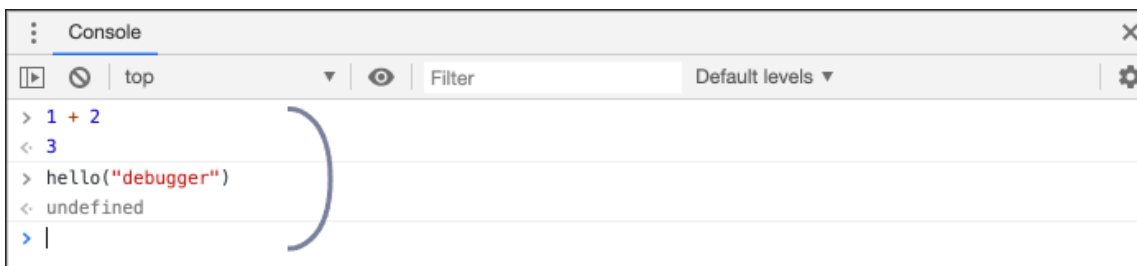 Console
top ▼ Filter Default levels ▼
> 1 + 2
<· 3
> hello("debugger")
<· undefined
>